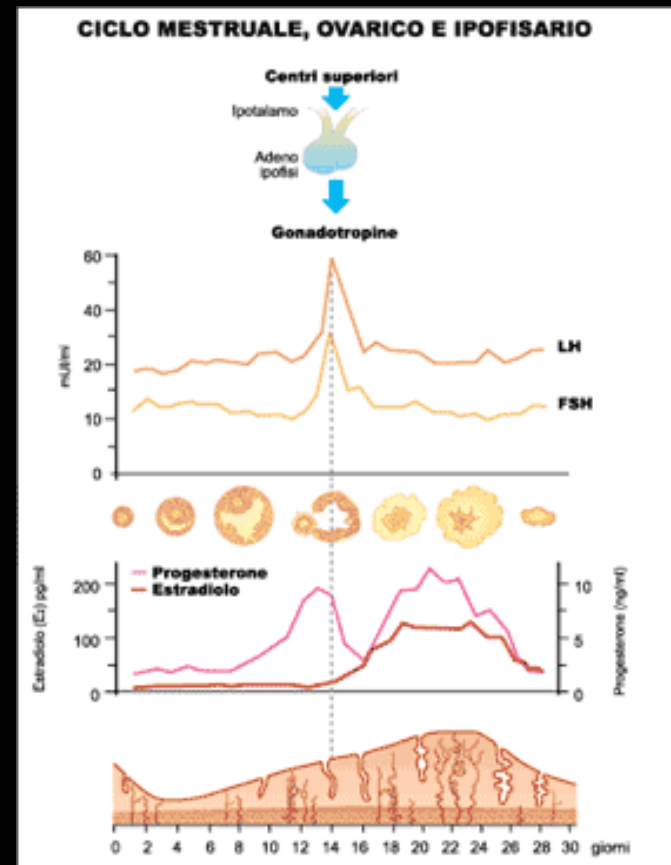 CICLO MESTRUALE, OVARICO E IPOFISARIO
Centri superiori
Ipotalamo
Adeno
ipofisi
Gonadotropine
60
40
20
10
0
mUI/ml
LH
FSH
Progesterone
Estradiolo
200
100
0
Estradiolo (E₂) pg/ml
10
5
0
Progesterone (ng/ml)
0 2 4 6 8 10 12 14 16 18 20 22 24 26 28 30 giorni